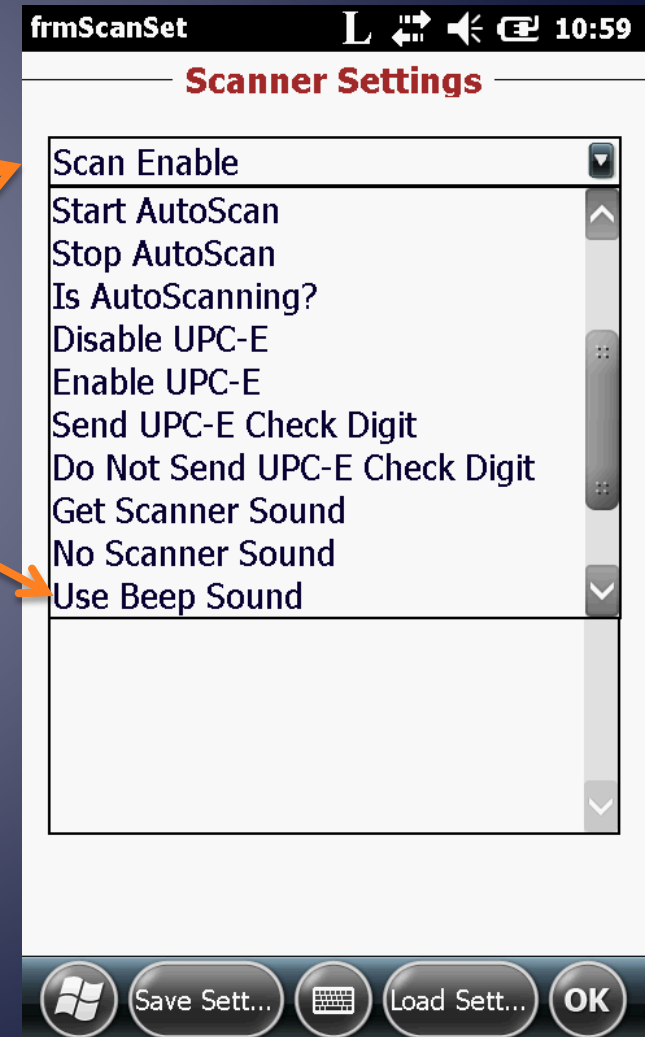 frmScanSet L 10:59
Scanner Settings
Scan Enable
Start AutoScan
Stop AutoScan
Is AutoScanning?
Disable UPC-E
Enable UPC-E
Send UPC-E Check Digit
Do Not Send UPC-E Check Digit
Get Scanner Sound
No Scanner Sound
Use Beep Sound
Save Sett... Load Sett... OK